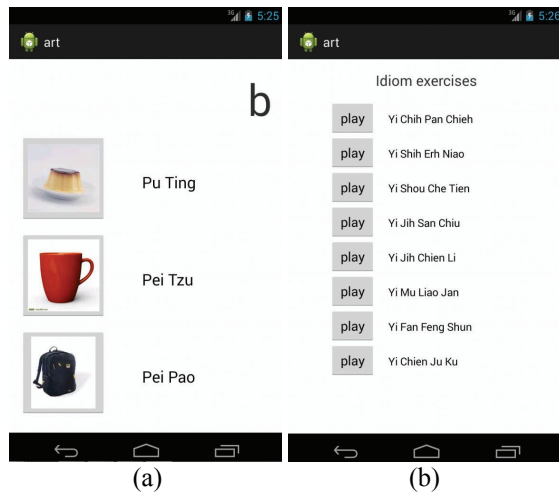 3G 5:25
art
b
Pu Ting
Pei Tzu
Pei Pao
(a)
3G 5:26
art
Idiom exercises
play Yi Chih Pan Chieh
play Yi Shih Erh Niao
play Yi Shou Che Tien
play Yi Jih San Chiu
play Yi Jih Chien Li
play Yi Mu Liao Jan
play Yi Fan Feng Shun
play Yi Chien Ju Ku
(b)